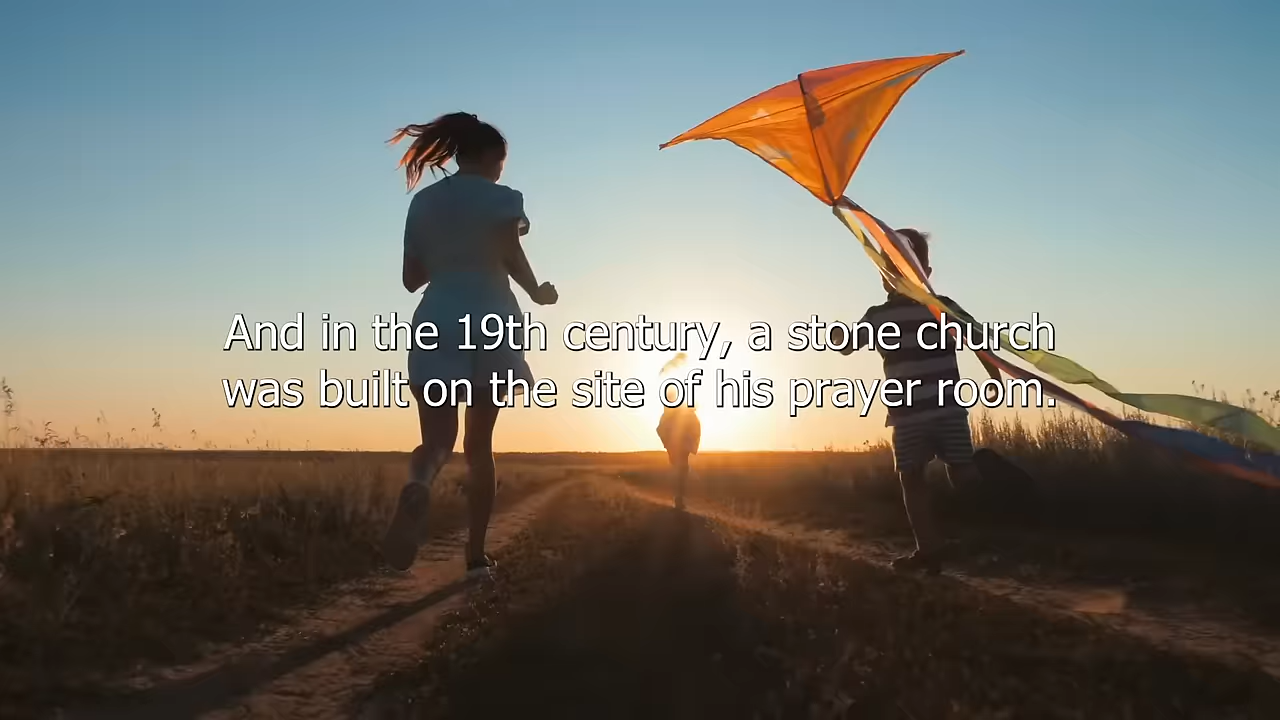 And in the 19th century, a stone church
was built on the site of his prayer room.